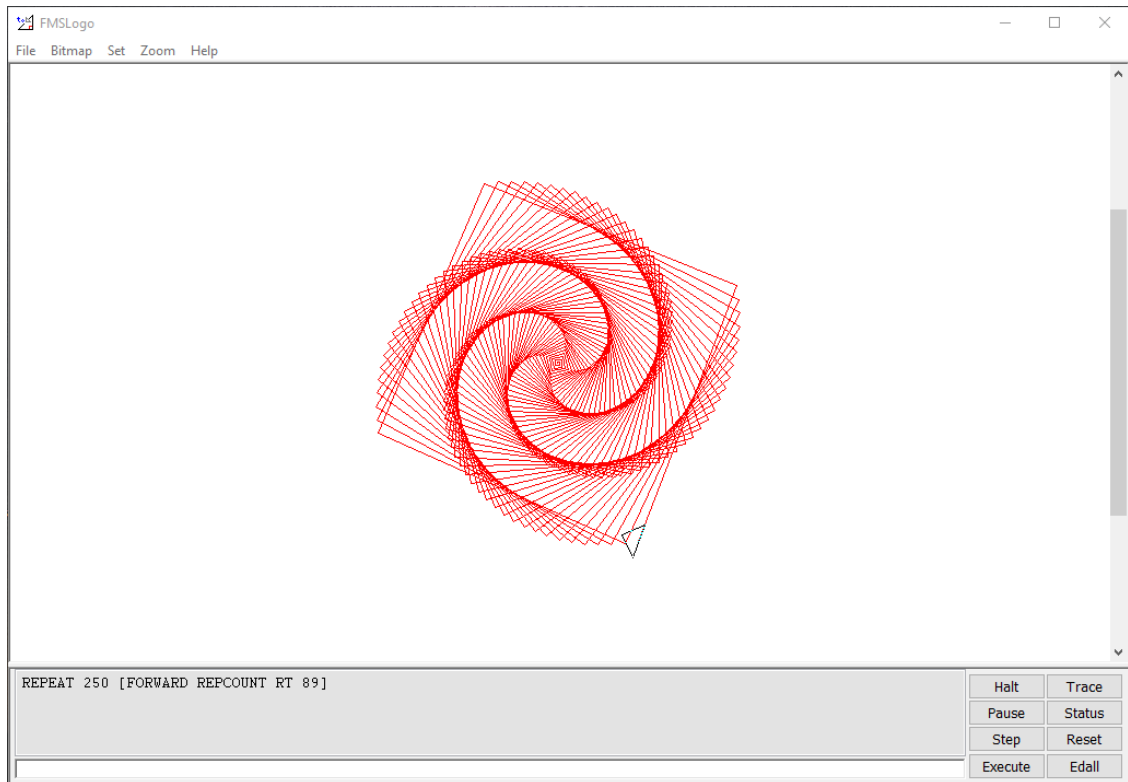 FMSLogo
File Bitmap Set Zoom Help
REPEAT 250 [FORWARD REPCOUNT RT 89]
Halt Trace
Pause Status
Step Reset
Execute Edall